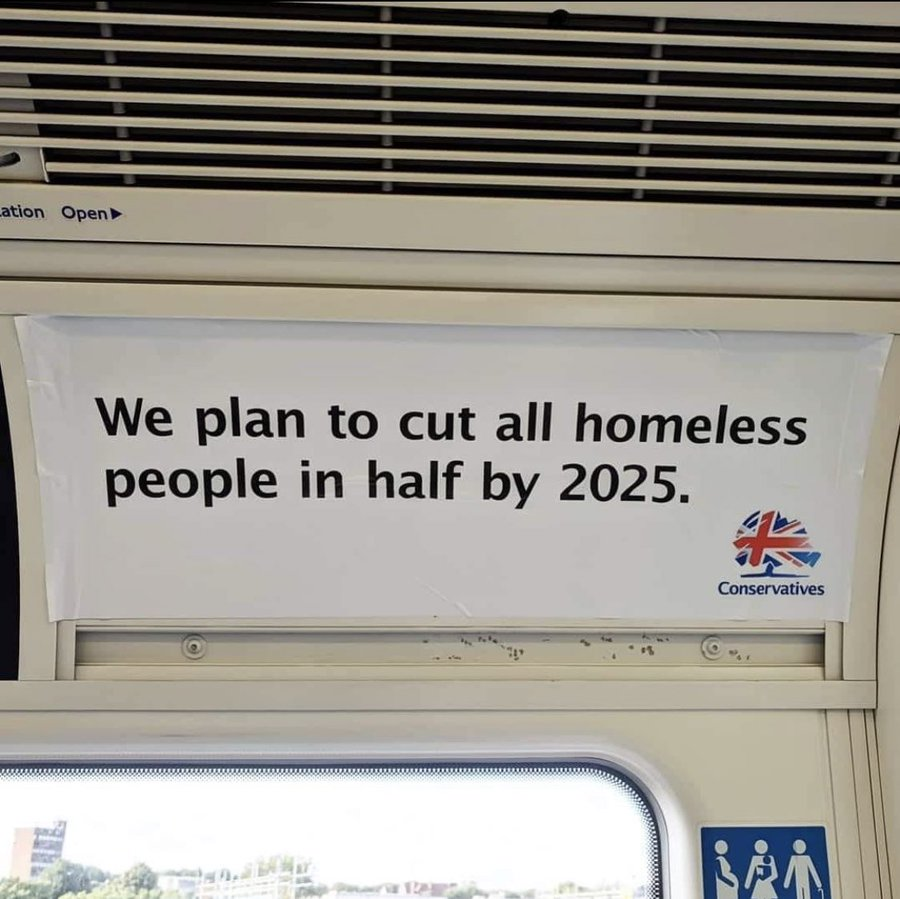 ation Open▶
We plan to cut all homeless
people in half by 2025.
Conservatives